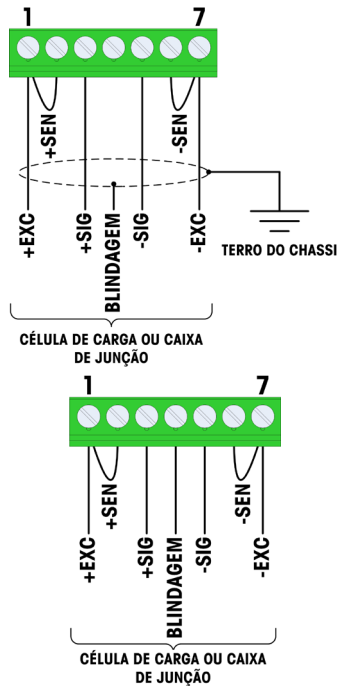 1 7
+SEN -SEN
+EXC +SIG BLINDAGEM -SIG -EXC
TERRO DO CHASSI
CÉLULA DE CARGA OU CAIXA
DE JUNÇÃO
1 7
+SEN -SEN
+EXC +SIG BLINDAGEM -SIG -EXC
CÉLULA DE CARGA OU CAIXA
DE JUNÇÃO